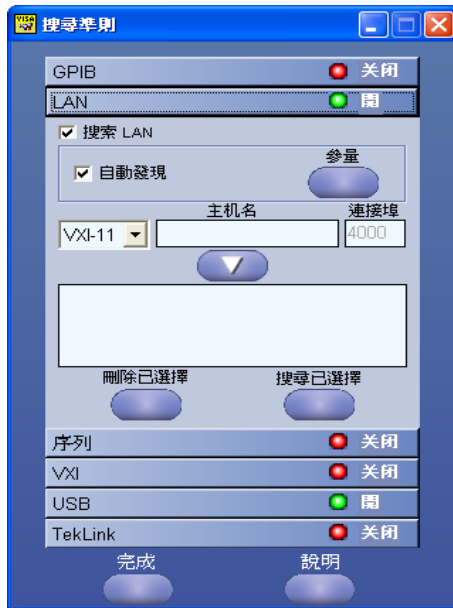 VISA
搜尋準則
GPIB 关闭
LAN 開
搜索 LAN
自動發現 參量
主机名 連接埠
VXI-11 4000
刪除已選擇 搜尋已選擇
序列 关闭
VXI 关闭
USB 開
TekLink 关闭
完成 說明